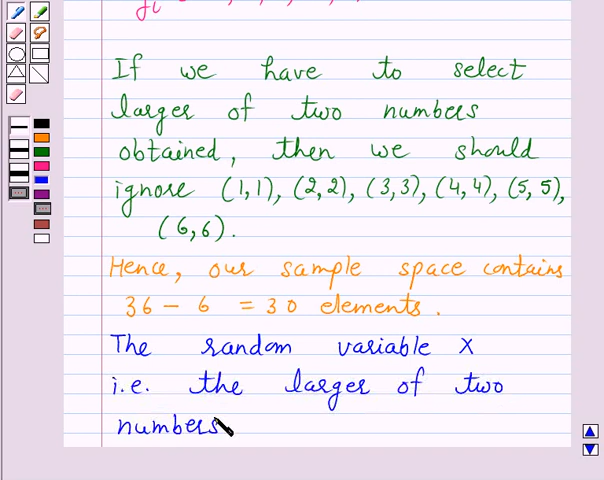 If we have to select
larger of two numbers
obtained, then we should
ignore (1,1), (2,2), (3,3), (4,4), (5,5),
(6,6).
Hence, our sample space contains
36 - 6 = 30 elements.
The random variable X
i.e. the larger of two
numbers